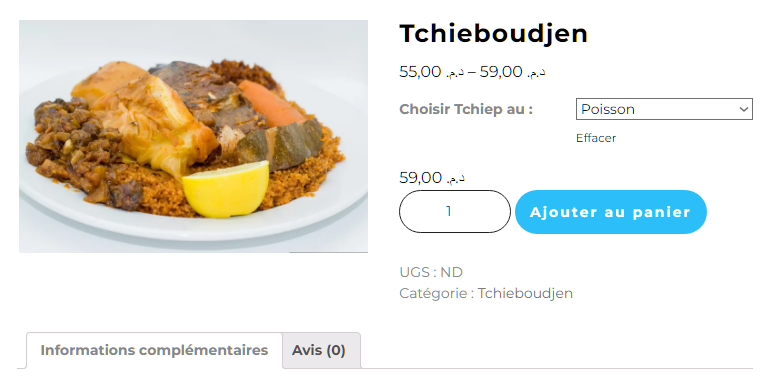 Tchieboudjen
55,00 د.م. – 59,00 د.م.
Choisir Tchiep au :
Poisson
Effacer
59,00 د.م.
1
Ajouter au panier
UGS : ND
Catégorie : Tchieboudjen
Informations complémentaires
Avis (0)